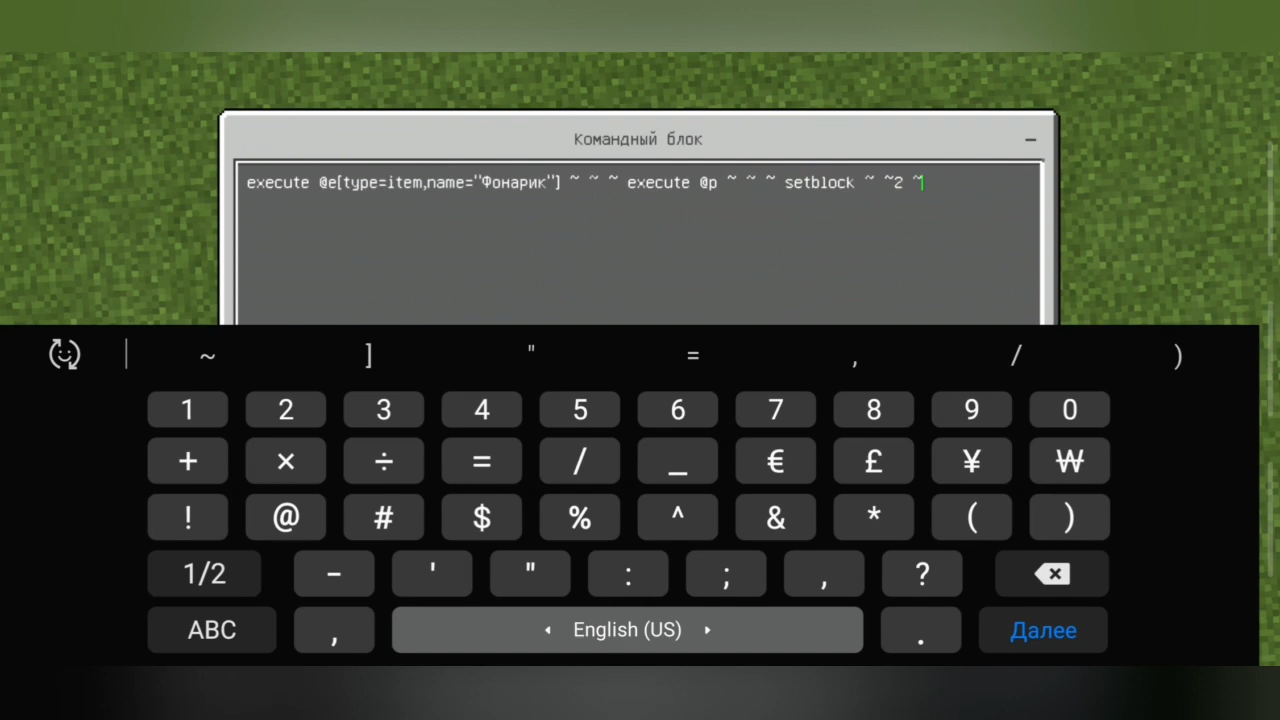 Командный блок
execute @e[type=item,name="Фонарик"] ~ ~ ~ execute @p ~ ~ ~ setblock ~ ~2 ~
~ ] " = , / )
1 2 3 4 5 6 7 8 9 0
+ × ÷ = / _ € £ ¥ ₩
! @ # $ % ^ & * ( )
1/2 - ' " : ; , ?
ABC , English (US) . Далее